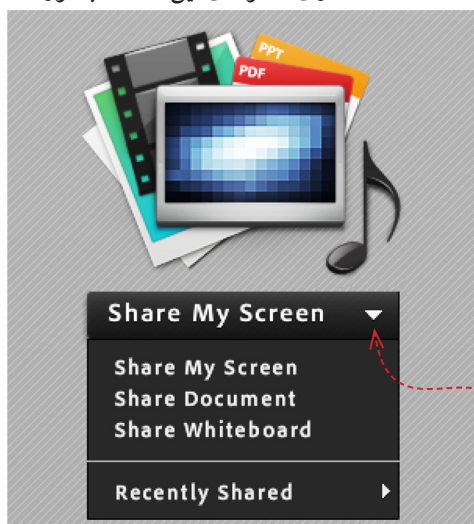 PPT
PDF
Share My Screen
Share My Screen
Share Document
Share Whiteboard
Recently Shared